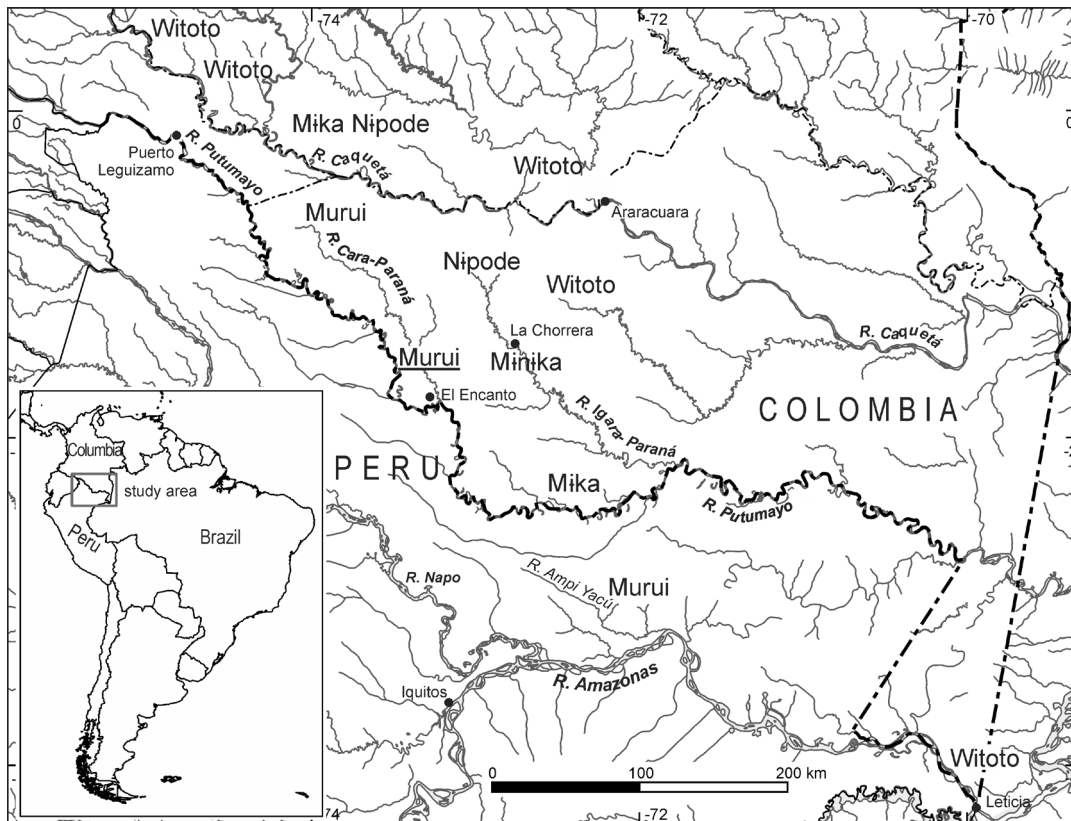 -74
-72
-70
Witoto
Witoto
0
0
Mɨka Nɨpode
Puerto
Leguizamo
R. Putumayo
R. Caquetá
Witoto
Araracuara
Murui
R. Cara-Paraná
Nɨpode
Witoto
La Chorrera
Mɨnɨka
R. Caquetá
Murui
El Encanto
R. Igara-Paraná
COLOMBIA
PERU
Mɨka
R. Putumayo
Columbia
study area
Peru
Brazil
R. Napo
R. Ampi Yacú
Murui
R. Amazonas
Iquitos
Witoto
Leticia
0 100 200 km
-72